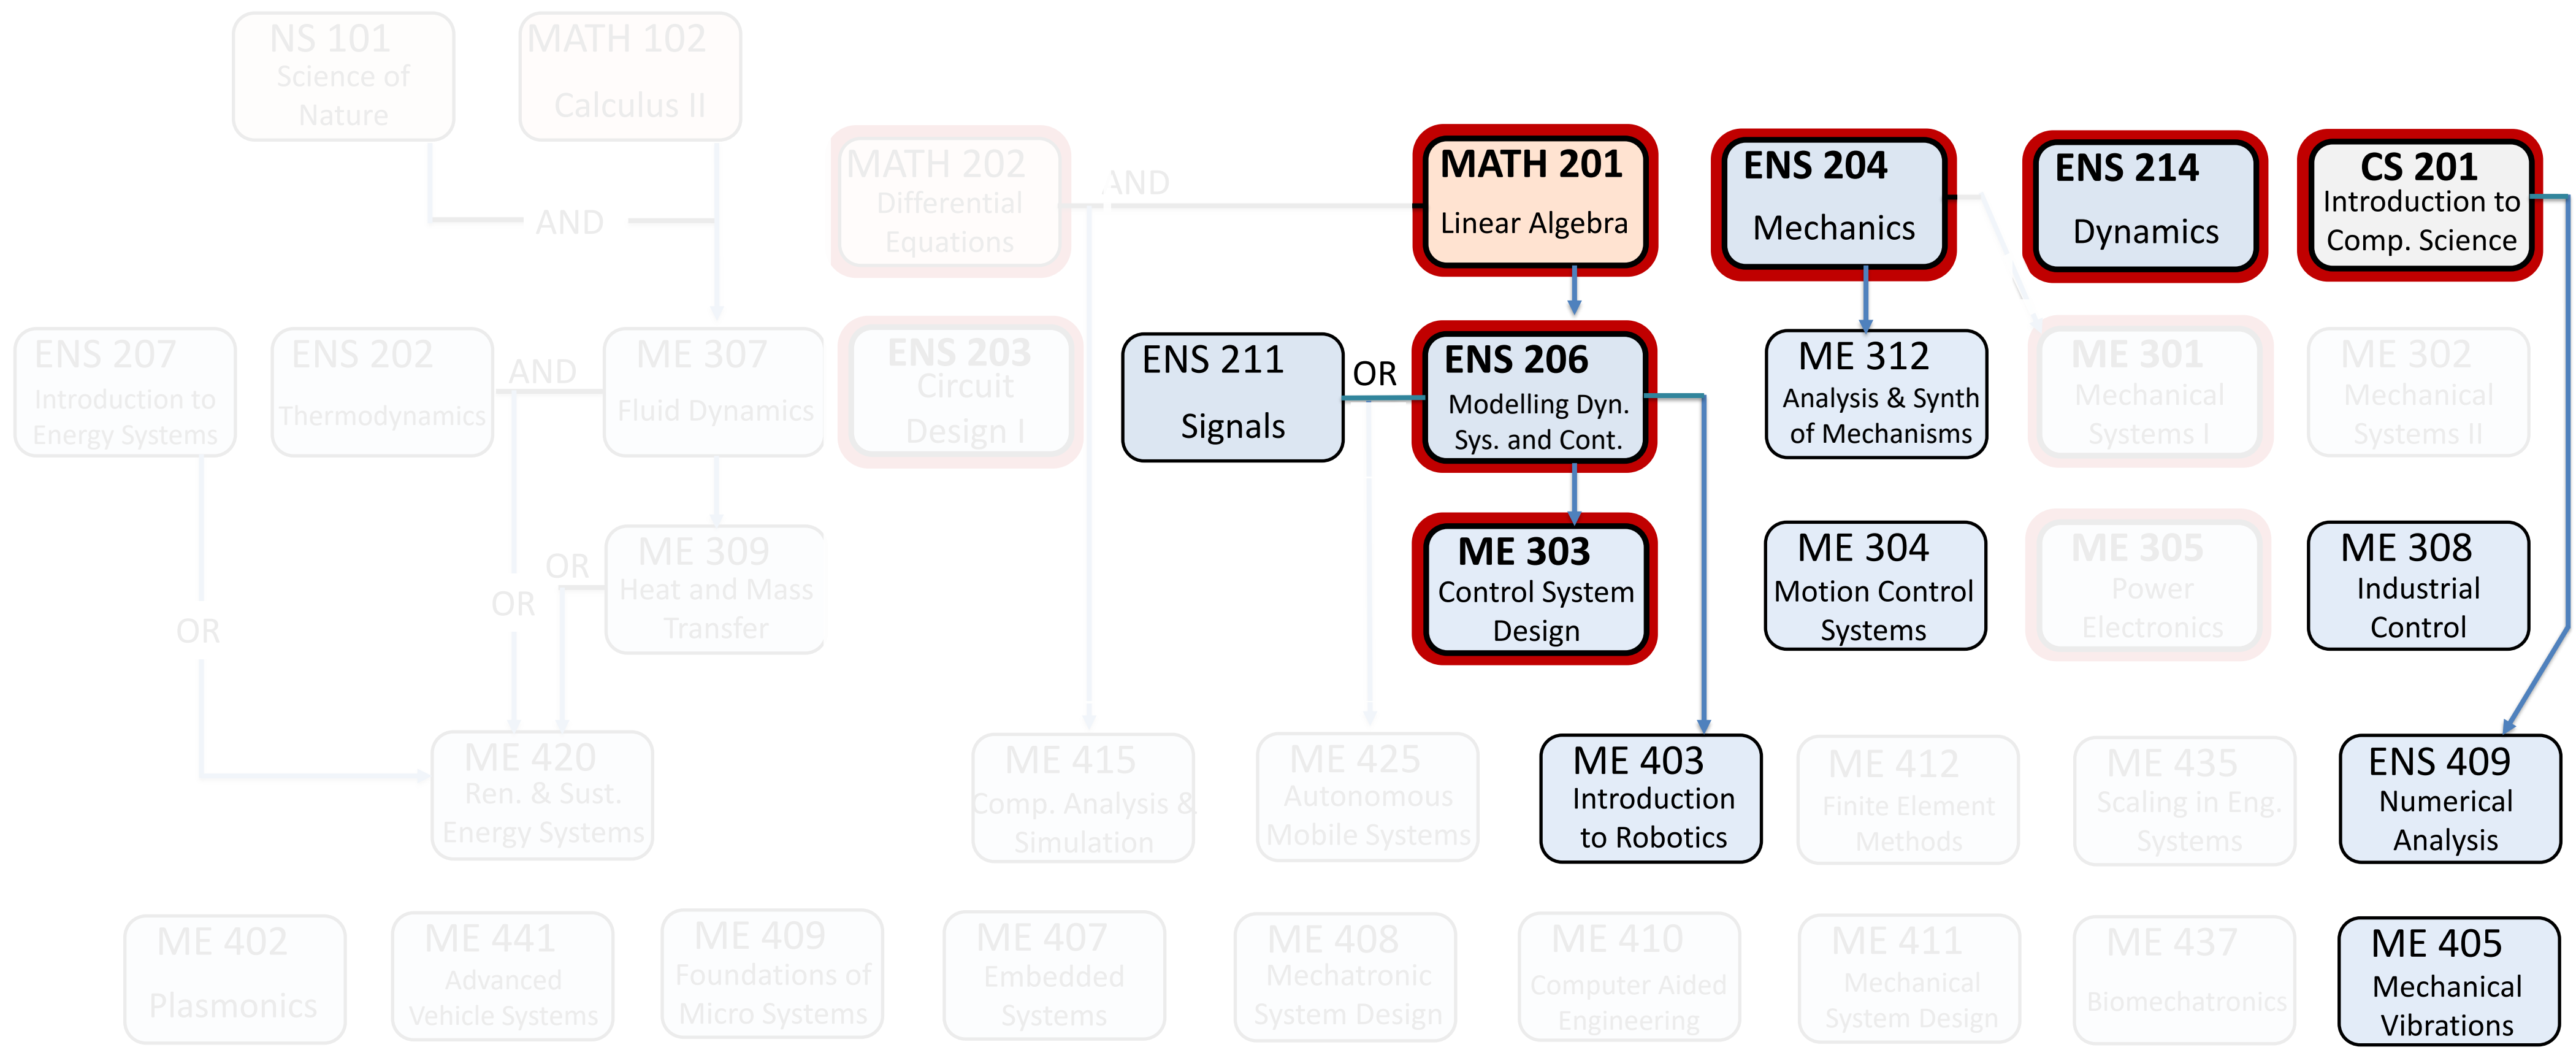 NS 101
Science of
Nature
MATH 102
Calculus II
AND
MATH 202
Differential
Equations
AND
MATH 201
Linear Algebra
ENS 204
Mechanics
ENS 214
Dynamics
CS 201
Introduction to
Comp. Science
ENS 207
Introduction to
Energy Systems
ENS 202
Thermodynamics
AND
ME 307
Fluid Dynamics
ENS 203
Circuit
Design I
ENS 211
Signals
OR
ENS 206
Modelling Dyn.
Sys. and Cont.
ME 312
Analysis & Synth
of Mechanisms
ME 301
Mechanical
Systems I
ME 302
Mechanical
Systems II
OR
OR
OR
ME 309
Heat and Mass
Transfer
ME 303
Control System
Design
ME 304
Motion Control
Systems
ME 305
Power
Electronics
ME 308
Industrial
Control
ME 420
Ren. & Sust.
Energy Systems
ME 415
Comp. Analysis &
Simulation
ME 425
Autonomous
Mobile Systems
ME 403
Introduction
to Robotics
ME 412
Finite Element
Methods
ME 435
Scaling in Eng.
Systems
ENS 409
Numerical
Analysis
ME 402
Plasmonics
ME 441
Advanced
Vehicle Systems
ME 409
Foundations of
Micro Systems
ME 407
Embedded
Systems
ME 408
Mechatronic
System Design
ME 410
Computer Aided
Engineering
ME 411
Mechanical
System Design
ME 437
Biomechatronics
ME 405
Mechanical
Vibrations